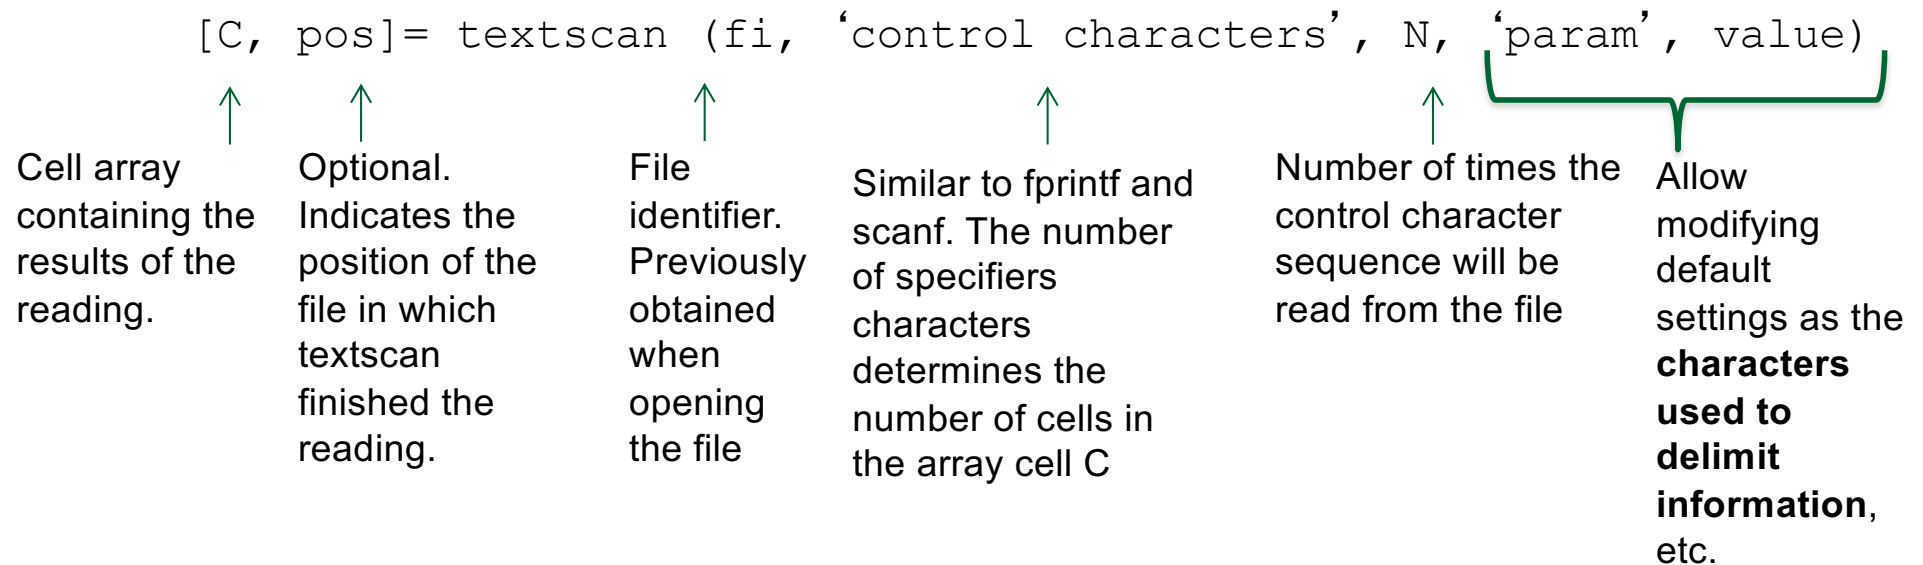 [C, pos]= textscan (fi, ‘control characters’, N, ‘param’, value)
Cell array
containing the
results of the
reading.
Optional.
Indicates the
position of the
file in which
textscan
finished the
reading.
File
identifier.
Previously
obtained
when
opening
the file
Similar to fprintf and
scanf. The number
of specifiers
characters
determines the
number of cells in
the array cell C
Number of times the
control character
sequence will be
read from the file
Allow
modifying
default
settings as the
characters
used to
delimit
information,
etc.